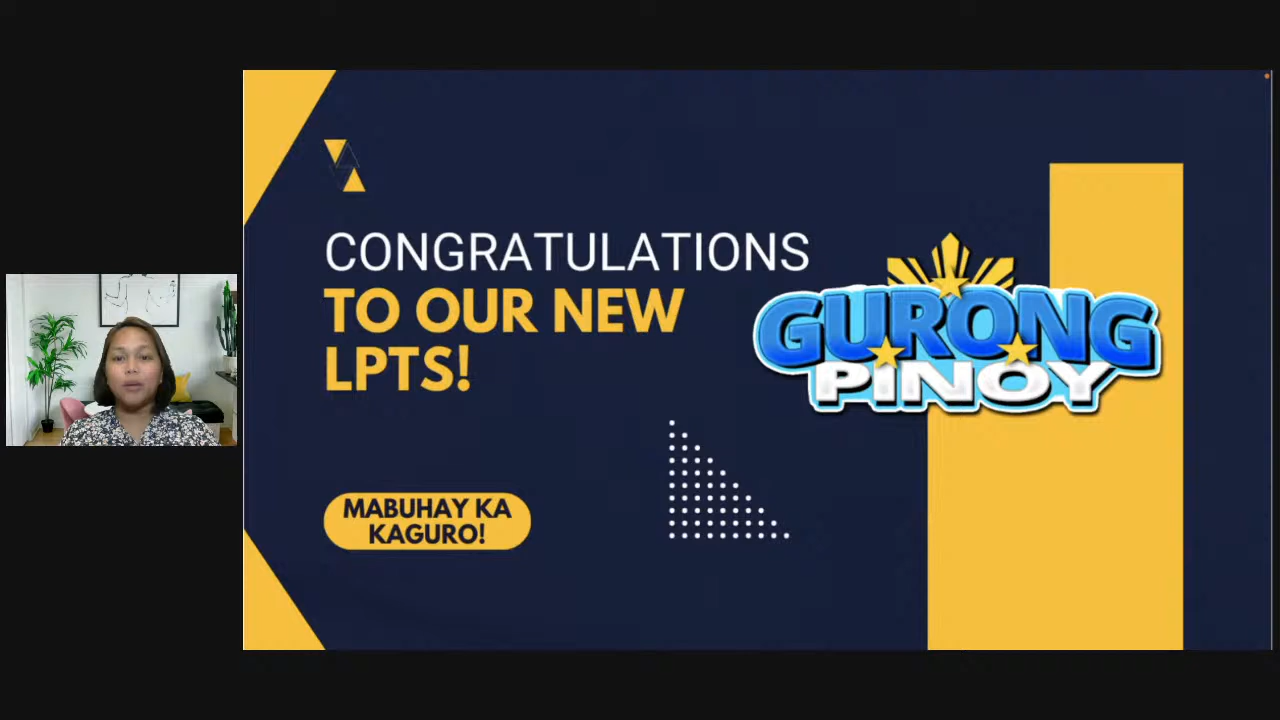 CONGRATULATIONS
TO OUR NEW
LPTS!
GURONG
PINOY
MABUHAY KA
KAGURO!